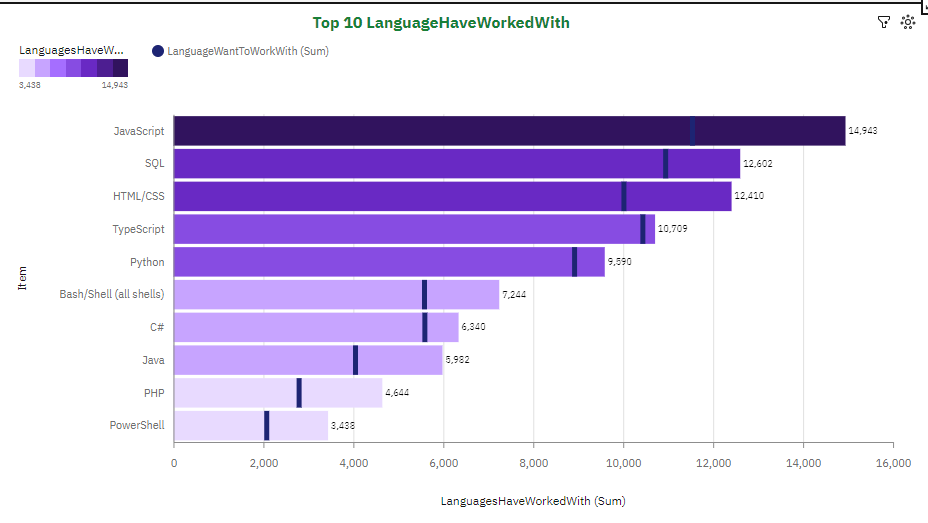 Top 10 LanguageHaveWorkedWith
LanguagesHaveW...
3,438 14,943
LanguageWantToWorkWith (Sum)
Item
JavaScript 14,943
SQL 12,602
HTML/CSS 12,410
TypeScript 10,709
Python 9,590
Bash/Shell (all shells) 7,244
C# 6,340
Java 5,982
PHP 4,644
PowerShell 3,438
0 2,000 4,000 6,000 8,000 10,000 12,000 14,000 16,000
LanguagesHaveWorkedWith (Sum)